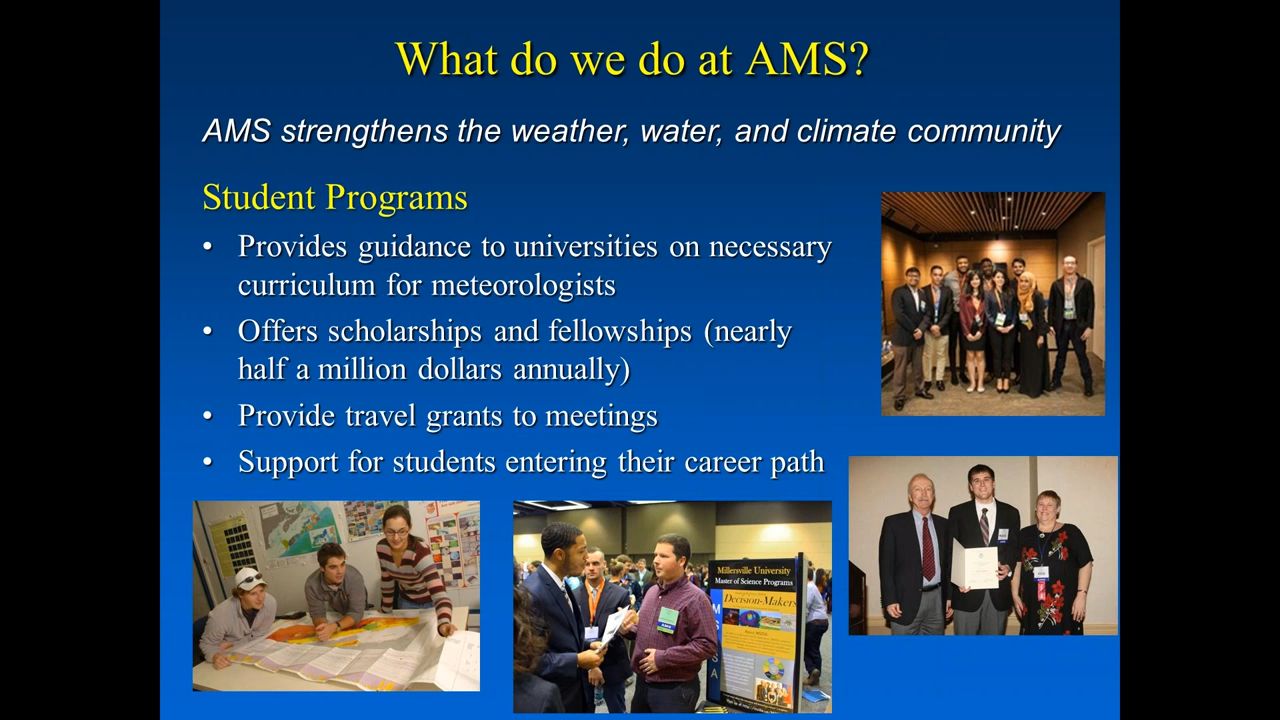 What do we do at AMS?
AMS strengthens the weather, water, and climate community
Student Programs
• Provides guidance to universities on necessary
curriculum for meteorologists
• Offers scholarships and fellowships (nearly
half a million dollars annually)
• Provide travel grants to meetings
• Support for students entering their career path
Millersville University
Master of Science Programs
Decision-Makers